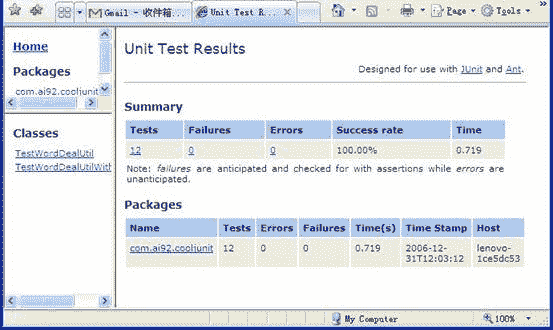 Gmail - 收件箱...
Unit Test R...
Page
Tools
Home
Packages
com.ai92.cooljunit
Classes
TestWordDealUtil
TestWordDealUtilWith
Unit Test Results
Designed for use with JUnit and Ant.
Summary
Tests Failures Errors Success rate Time
12 0 0 100.00% 0.719
Note: failures are anticipated and checked for with assertions while errors are
unanticipated.
Packages
Name Tests Errors Failures Time(s) Time Stamp Host
com.ai92.cooljunit 12 0 0 0.719 2006-12-
31T12:03:12 lenovo-
1ce5dc53
My Computer
100%